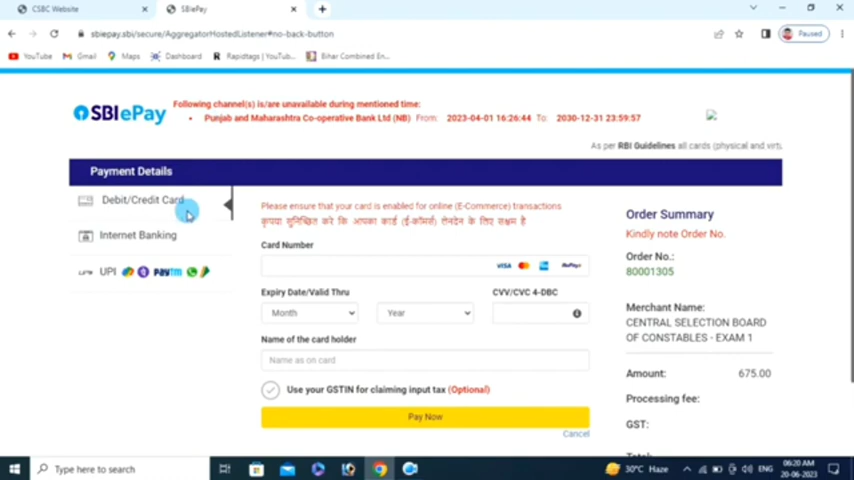 CSBC Website
SBIePay
sbiepay.sbi/secure/AggregatorHostedListener#no-back-button
Paused
YouTube
Gmail
Maps
Dashboard
Rapidtags | YouTub...
Bihar Combined En...
SBIePay
Following channel(s) is/are unavailable during mentioned time:
Punjab and Maharashtra Co-operative Bank Ltd (NB) From: 2023-04-01 16:26:44 To: 2030-12-31 23:59:57
As per RBI Guidelines all cards (physical and virt
Payment Details
Debit/Credit Card
Internet Banking
UPI Paytm
Please ensure that your card is enabled for online (E-Commerce) transactions
कृपया सुनिश्चित करे कि आपका कार्ड (ई-कॉमर्स) लेनदेन के लिए सक्षम है
Card Number
VISA RuPay
Expiry Date/Valid Thru
CVV/CVC 4-DBC
Month
Year
Name of the card holder
Name as on card
Use your GSTIN for claiming input tax (Optional)
Pay Now
Cancel
Order Summary
Kindly note Order No.
Order No.:
80001305
Merchant Name:
CENTRAL SELECTION BOARD
OF CONSTABLES - EXAM 1
Amount: 675.00
Processing fee:
GST:
Total:
Type here to search
30°C Haze
ENG
06:20 AM
20-06-2023